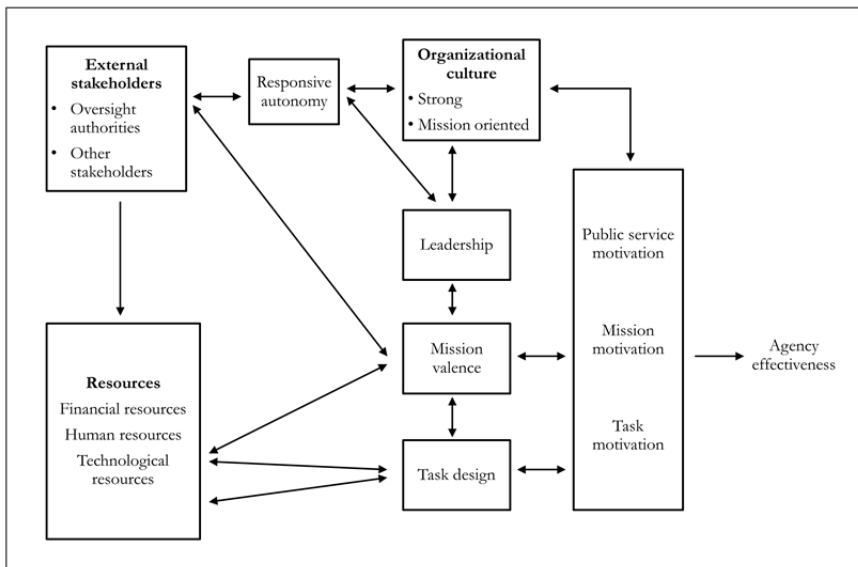 External
stakeholders
• Oversight
authorities
• Other
stakeholders
Responsive
autonomy
Organizational
culture
• Strong
• Mission oriented
Leadership
Public service
motivation
Mission
motivation
Task
motivation
Agency
effectiveness
Mission
valence
Resources
Financial resources
Human resources
Technological
resources
Task design